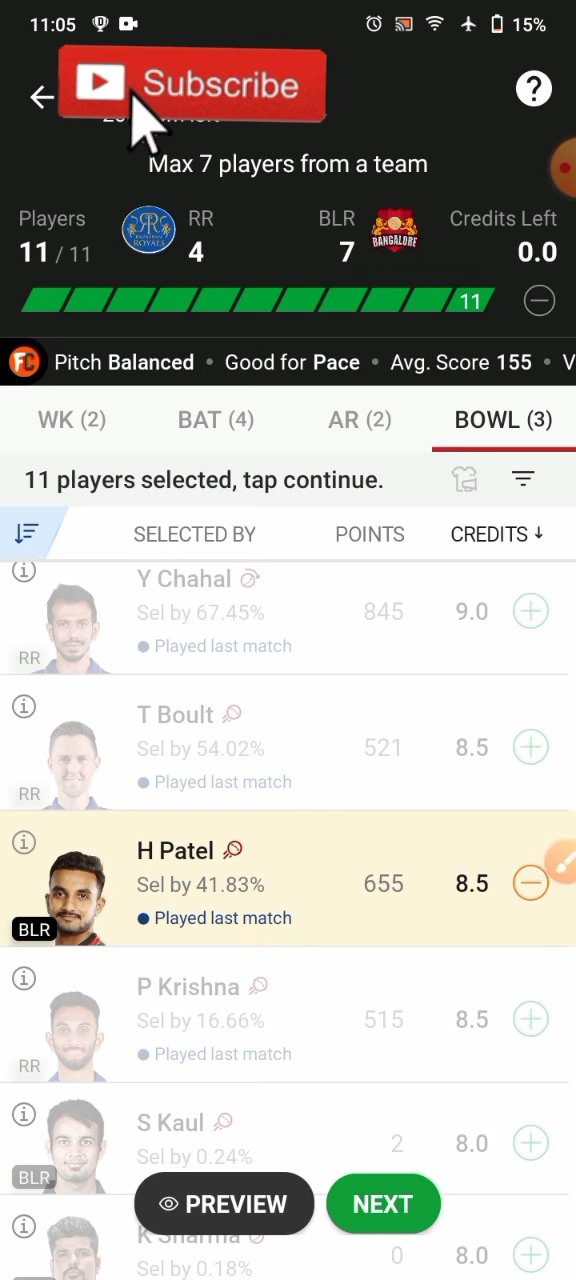 11:05
15%
Subscribe
Max 7 players from a team
Players
RR
BLR
Credits Left
11 / 11
4
7
0.0
RAJASTHAN ROYALS
BANGALORE
11
FC Pitch Balanced • Good for Pace • Avg. Score 155 • V
WK (2) BAT (4) AR (2) BOWL (3)
11 players selected, tap continue.
SELECTED BY POINTS CREDITS ↓
Y Chahal
Sel by 67.45% 845 9.0
Played last match
RR
T Boult
Sel by 54.02% 521 8.5
Played last match
RR
H Patel
Sel by 41.83% 655 8.5
Played last match
BLR
P Krishna
Sel by 16.66% 515 8.5
Played last match
RR
S Kaul
Sel by 0.24% 2 8.0
BLR
PREVIEW NEXT
K Sharma
Sel by 0.18% 0 8.0